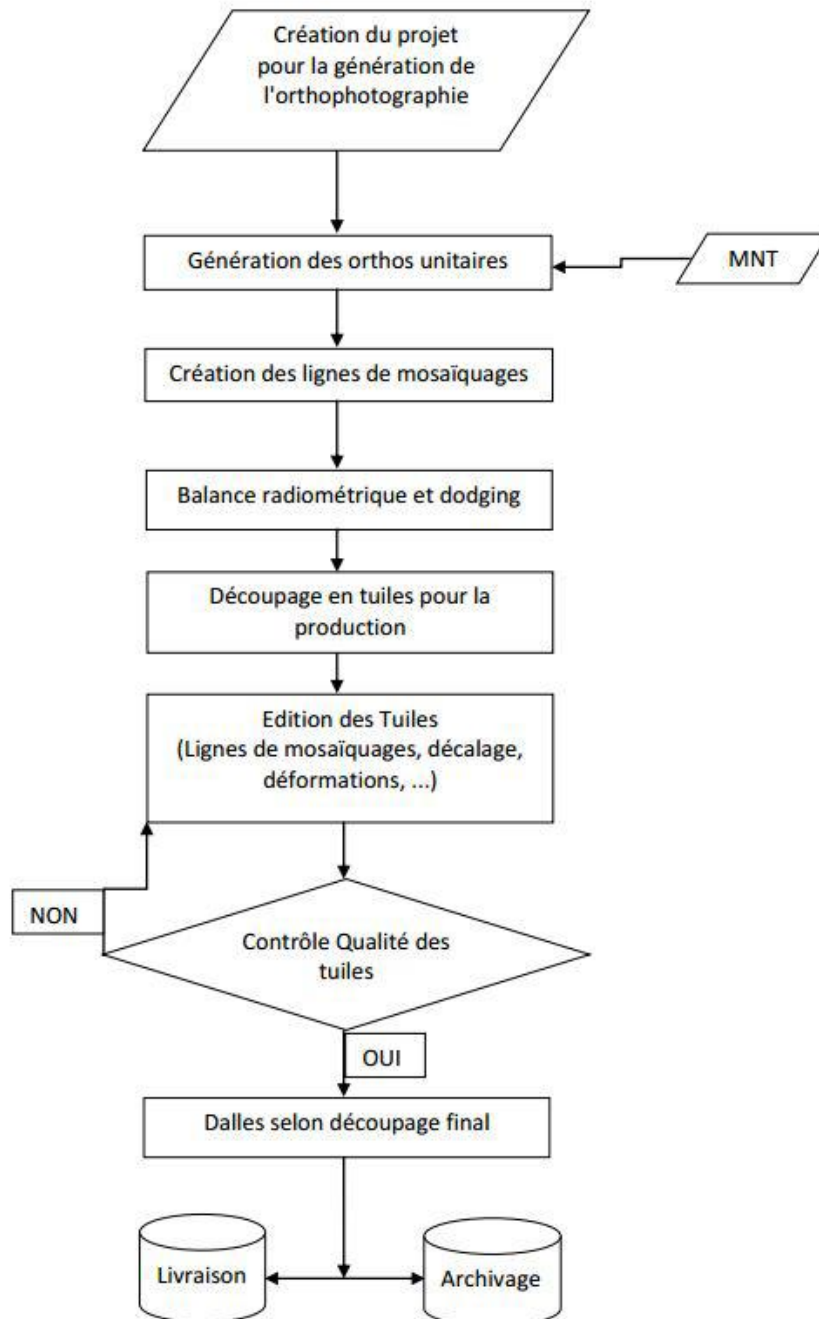 Création du projet
pour la génération de
l'orthophotographie
Génération des orthos unitaires
MNT
Création des lignes de mosaïquages
Balance radiométrique et dodging
Découpage en tuiles pour la
production
Edition des Tuiles
(Lignes de mosaïquages, décalage,
déformations, ...)
NON
Contrôle Qualité des
tuiles
OUI
Dalles selon découpage final
Livraison
Archivage